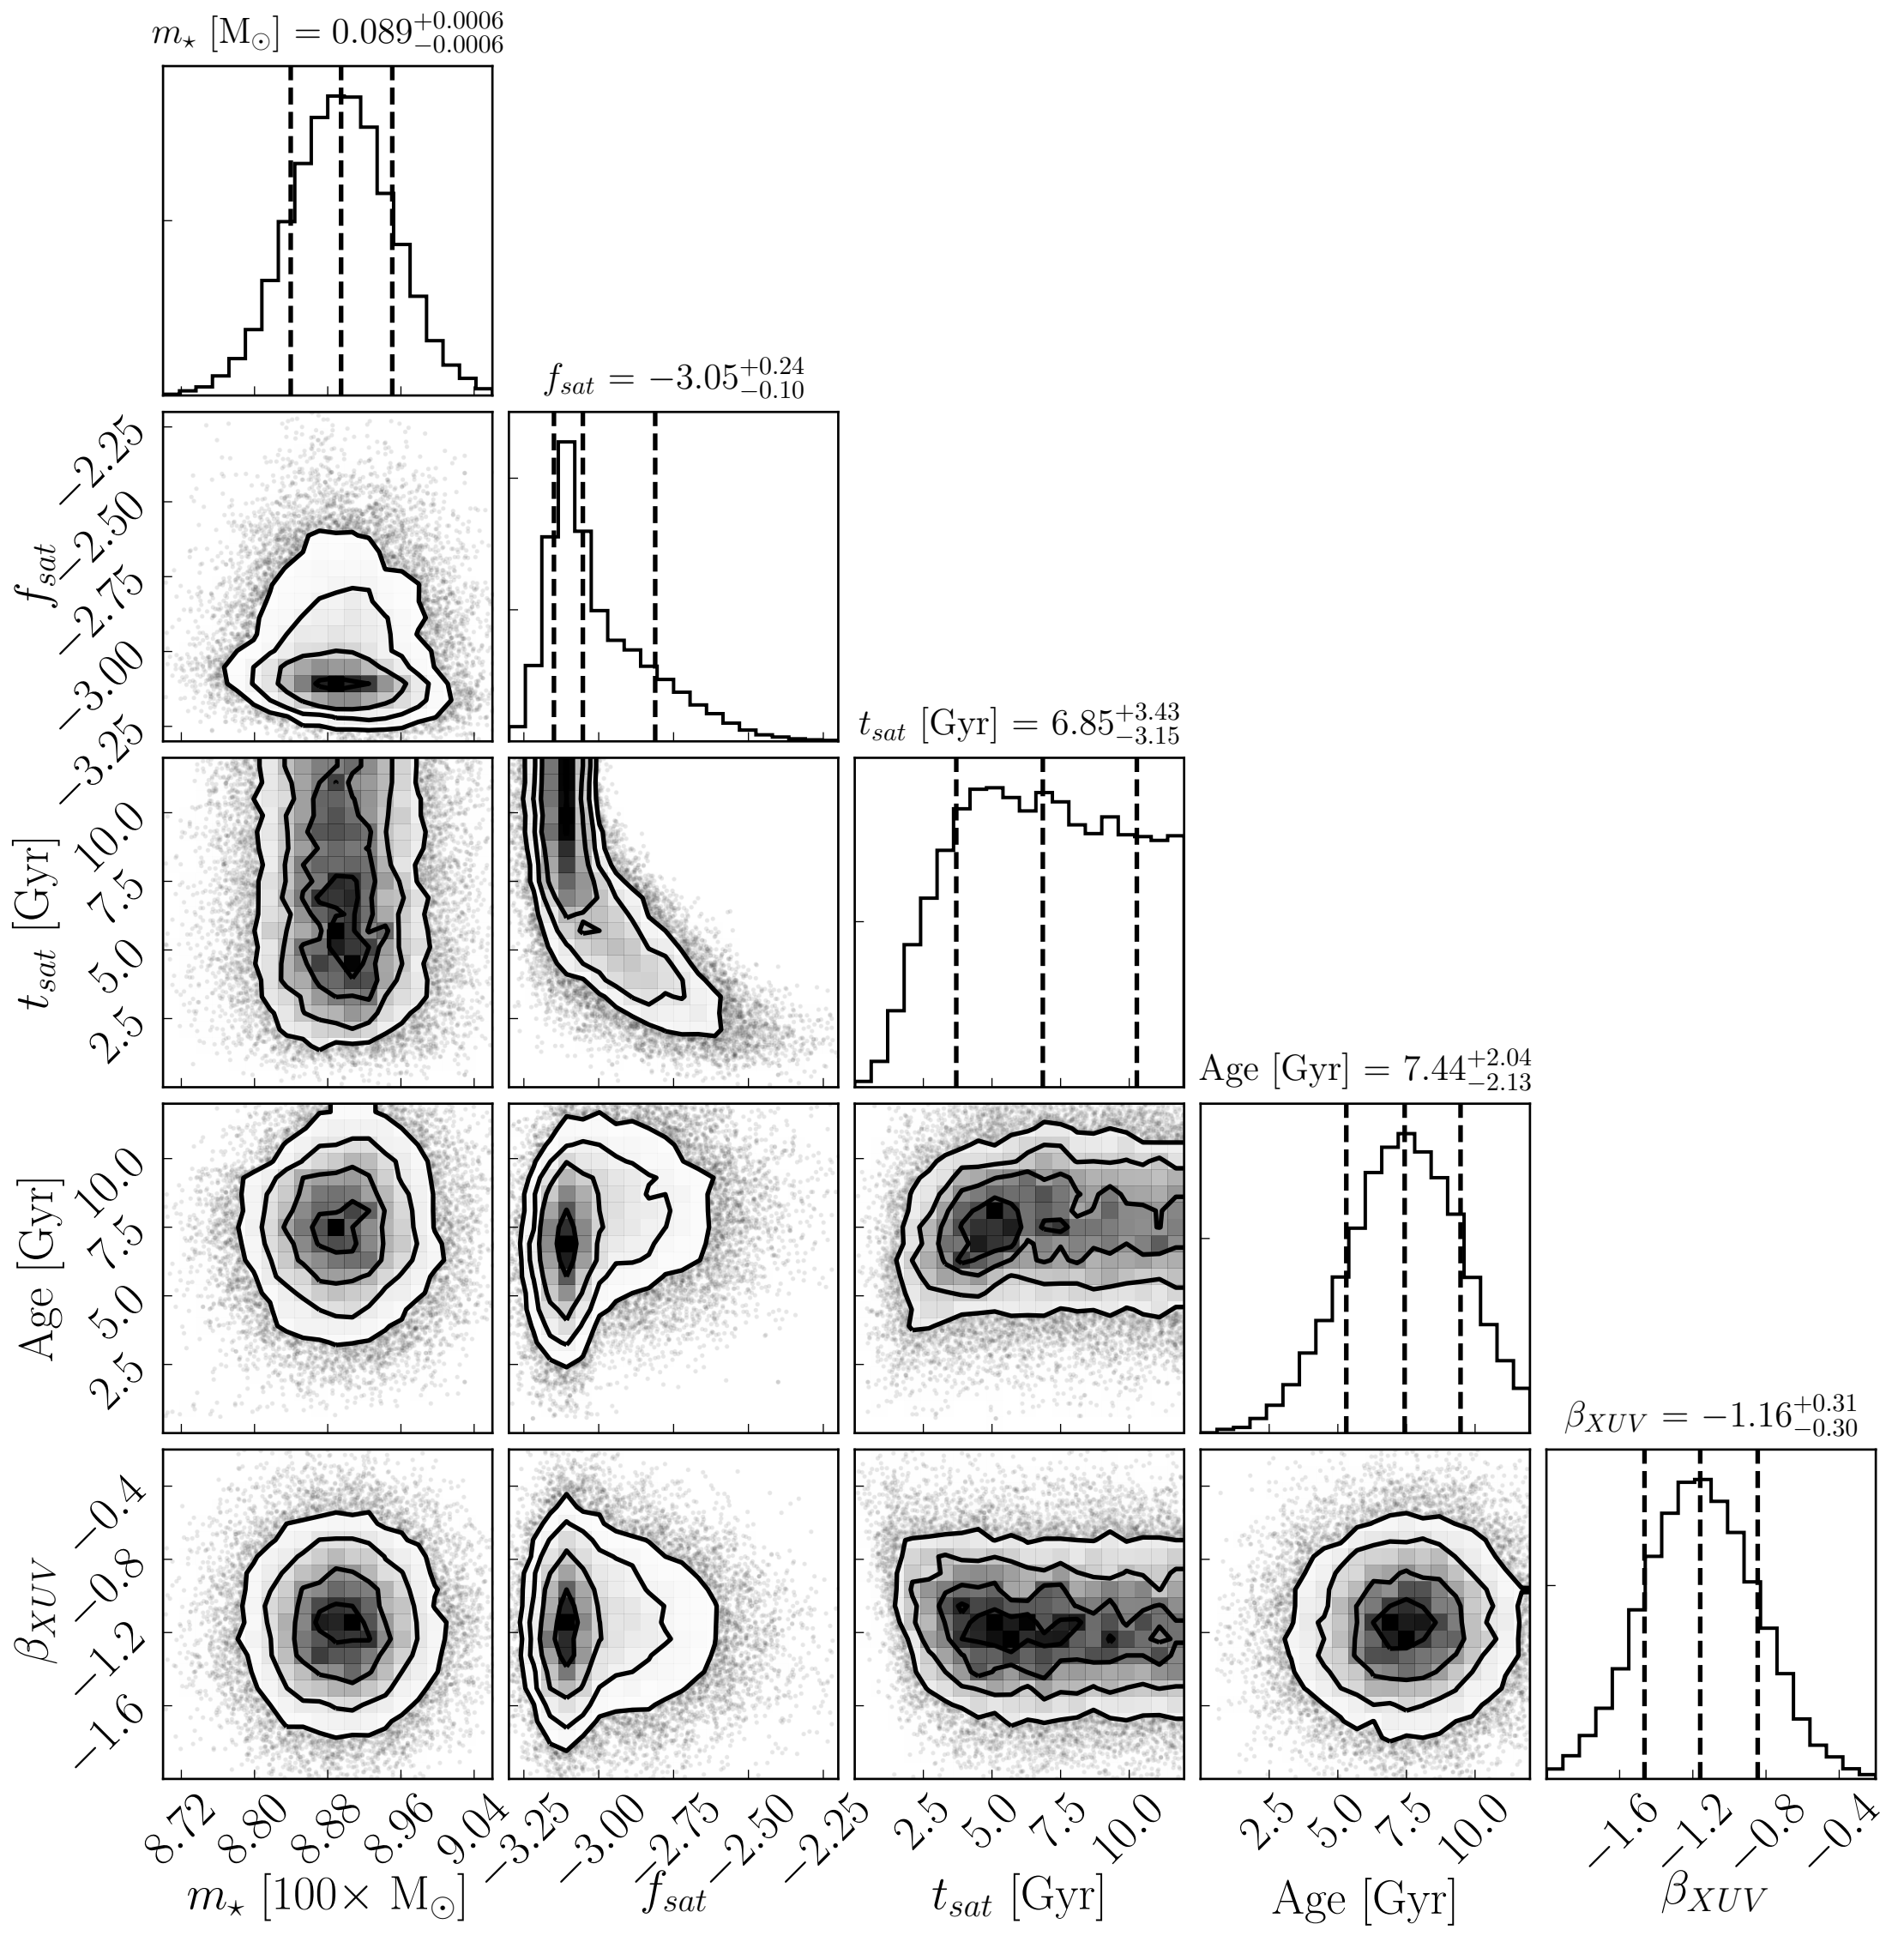 m⋆ [M⊙] = 0.089 +0.0006 −0.0006
fsat = −3.05 +0.24 −0.10
−2.25
−2.50
−2.75
−3.00
−3.25
fsat
tsat [Gyr] = 6.85 +3.43 −3.15
10.0
7.5
5.0
2.5
tsat [Gyr]
Age [Gyr] = 7.44 +2.04 −2.13
10.0
7.5
5.0
2.5
Age [Gyr]
βXUV = −1.16 +0.31 −0.30
−0.4
−0.8
−1.2
−1.6
βXUV
8.72 8.80 8.88 8.96 9.04
−3.25 −3.00 −2.75 −2.50 −2.25
2.5 5.0 7.5 10.0
2.5 5.0 7.5 10.0
−1.6 −1.2 −0.8 −0.4
m⋆ [100× M⊙]
fsat
tsat [Gyr]
Age [Gyr]
βXUV